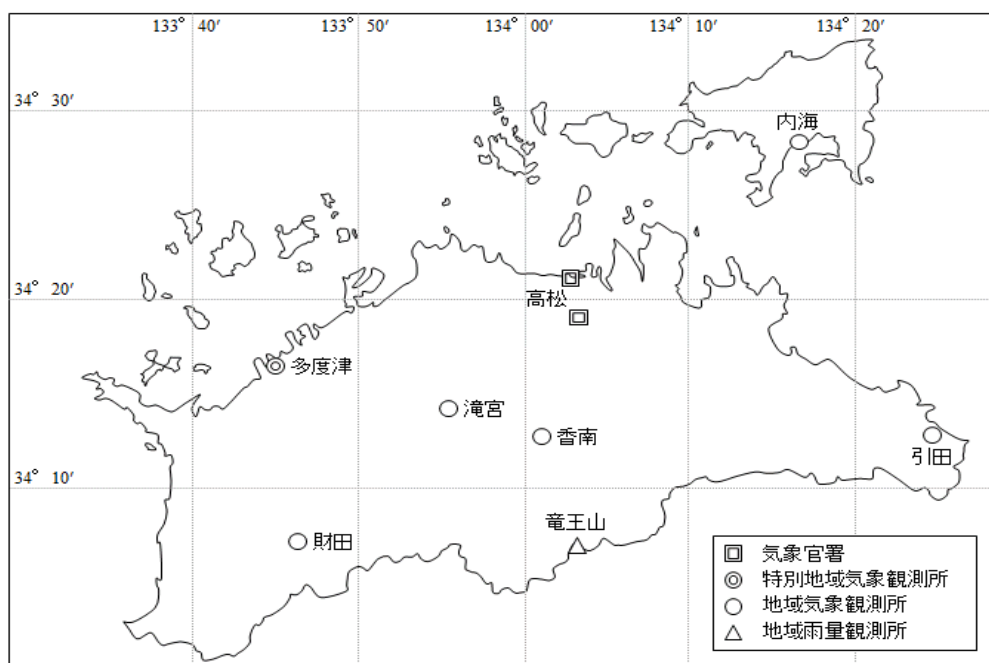 133° 40′
133° 50′
134° 00′
134° 10′
134° 20′
34° 30′
内海
34° 20′
高松
多度津
滝宮
香南
引田
34° 10′
竜王山
財田
気象官署
特別地域気象観測所
地域気象観測所
地域雨量観測所